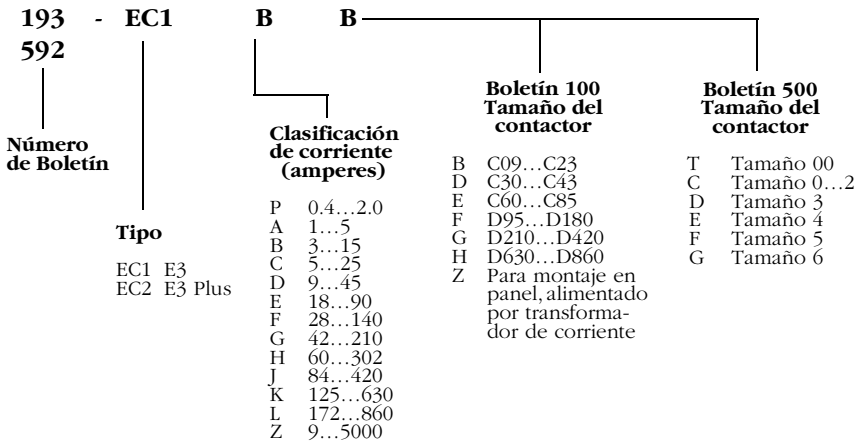 193 - EC1 B B
592
Número
de Boletín
Tipo
EC1 E3
EC2 E3 Plus
Clasificación
de corriente
(amperes)
P 0.4…2.0
A 1…5
B 3…15
C 5…25
D 9…45
E 18…90
F 28…140
G 42…210
H 60…302
J 84…420
K 125…630
L 172…860
Z 9…5000
Boletín 100
Tamaño del
contactor
B C09…C23
D C30…C43
E C60…C85
F D95…D180
G D210…D420
H D630…D860
Z Para montaje en
panel, alimentado
por transforma-
dor de corriente
Boletín 500
Tamaño del
contactor
T Tamaño 00
C Tamaño 0…2
D Tamaño 3
E Tamaño 4
F Tamaño 5
G Tamaño 6